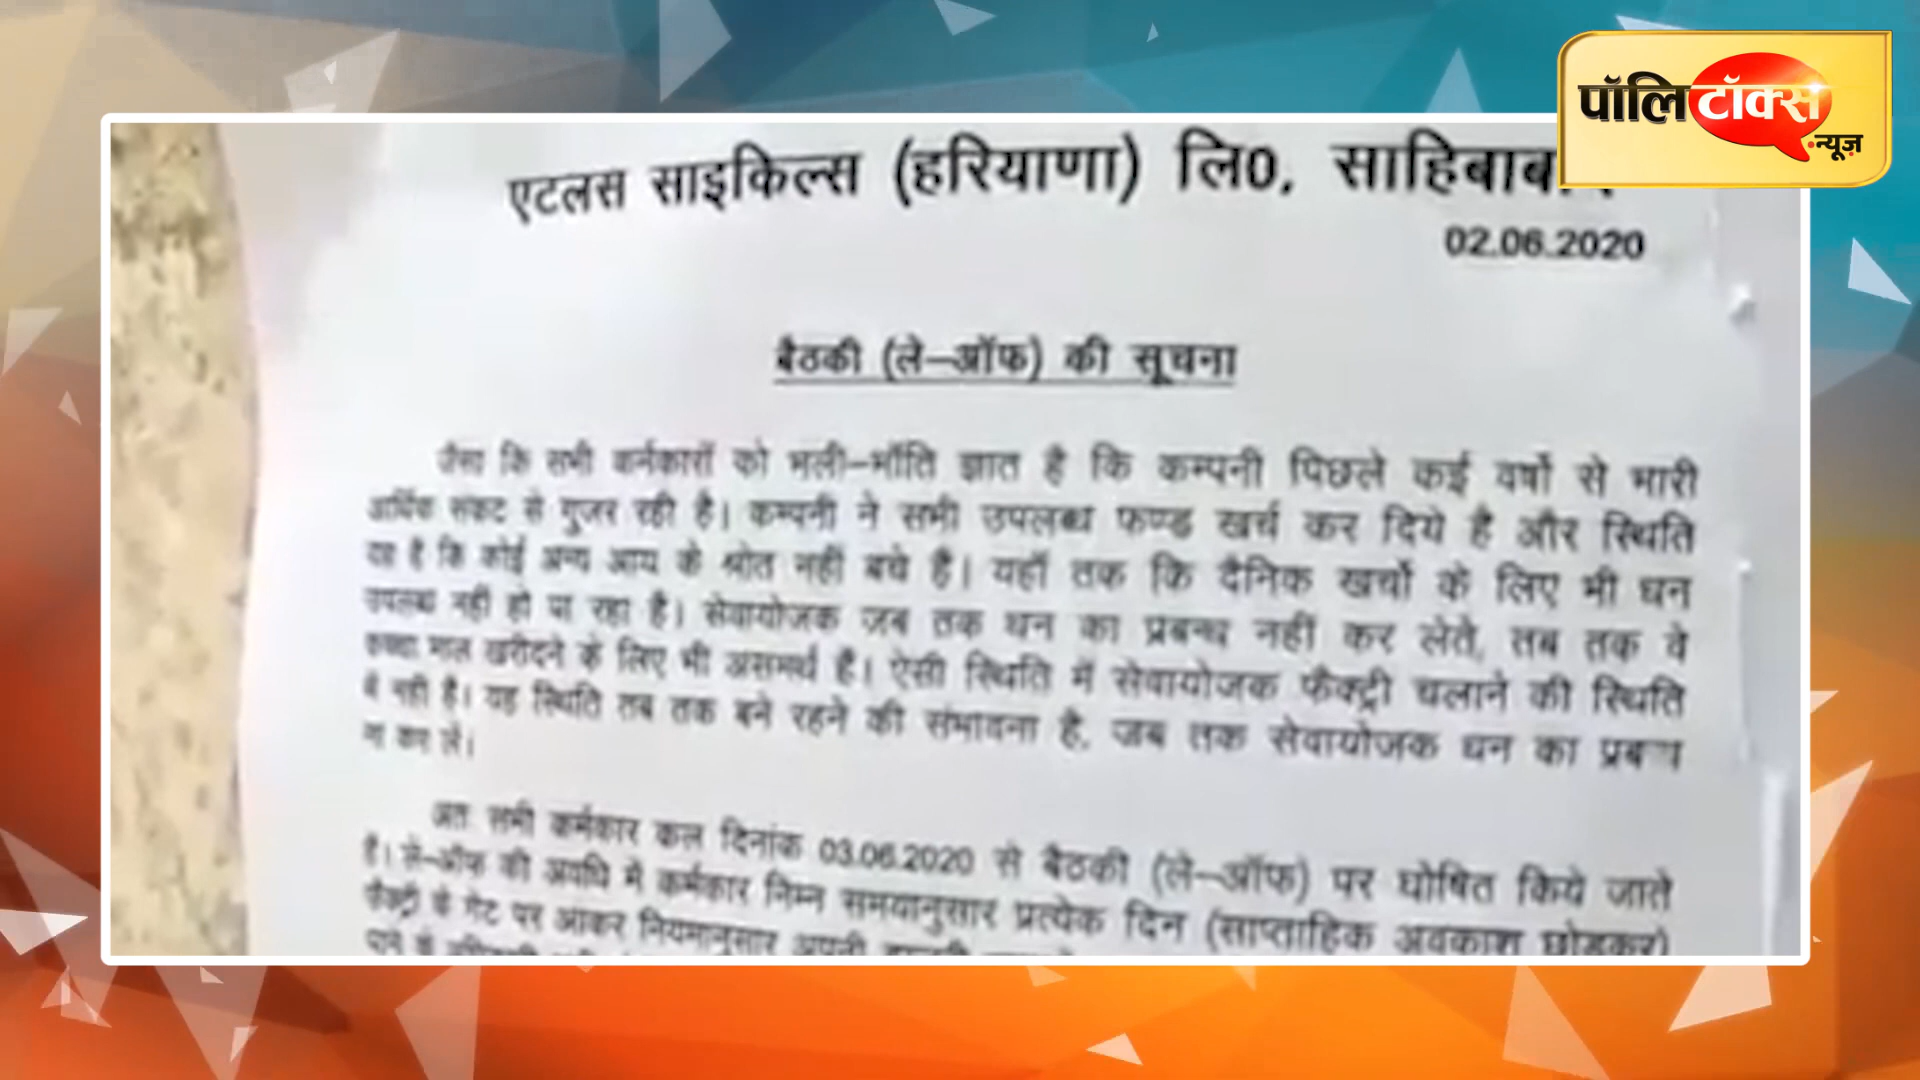 पॉलिटॉक्स
न्यूज़
एटलस साइकिल्स (हरियाणा) लि0, साहिबाबाद
02.06.2020
बैठकी (ले–ऑफ) की सूचना
जैसा कि सभी कर्मकारों को भली–भाँति ज्ञात है कि कम्पनी पिछले कई वर्षो से भारी
आर्थिक संकट से गुजर रही है। कम्पनी ने सभी उपलब्ध फण्ड खर्च कर दिये है और स्थिति
यह है कि कोई अन्य आय के श्रोत नहीं बचे है। यहाँ तक कि दैनिक खर्चो के लिए भी धन
उपलब्ध नही हो पा रहा है। सेवायोजक जब तक धन का प्रबन्ध नहीं कर लेते, तब तक वे
कच्चा माल खरीदने के लिए भी असमर्थ है। ऐसी स्थिति में सेवायोजक फैक्ट्री चलाने की स्थिति
में नही है। यह स्थिति तब तक बने रहने की संभावना है, जब तक सेवायोजक धन का प्रबन्ध
ना कर ले।
अतः सभी कर्मकार कल दिनांक 03.06.2020 से बैठकी (ले–ऑफ) पर घोषित किये जाते
है। ले–ऑफ की अवधि में कर्मकार निम्न समयानुसार प्रत्येक दिन (साप्ताहिक अवकाश छोडकर)
फैक्ट्री के गेट पर आकर नियमानुसार अपनी